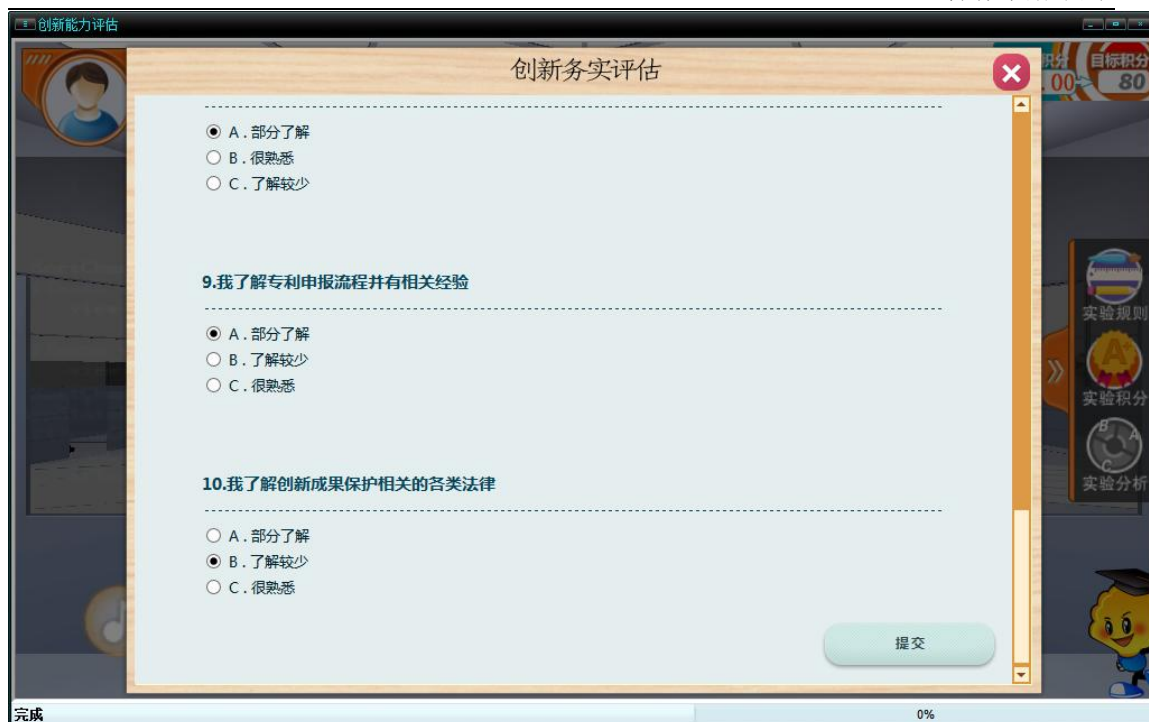 创新能力评估
创新务实评估
积分
目标积分
.00
80
A.部分了解
B.很熟悉
C.了解较少
9.我了解专利申报流程并有相关经验
A.部分了解
B.了解较少
C.很熟悉
实验规则
A+
实验积分
B
A
C
实验分析
10.我了解创新成果保护相关的各类法律
A.部分了解
B.了解较少
C.很熟悉
提交
完成
0%